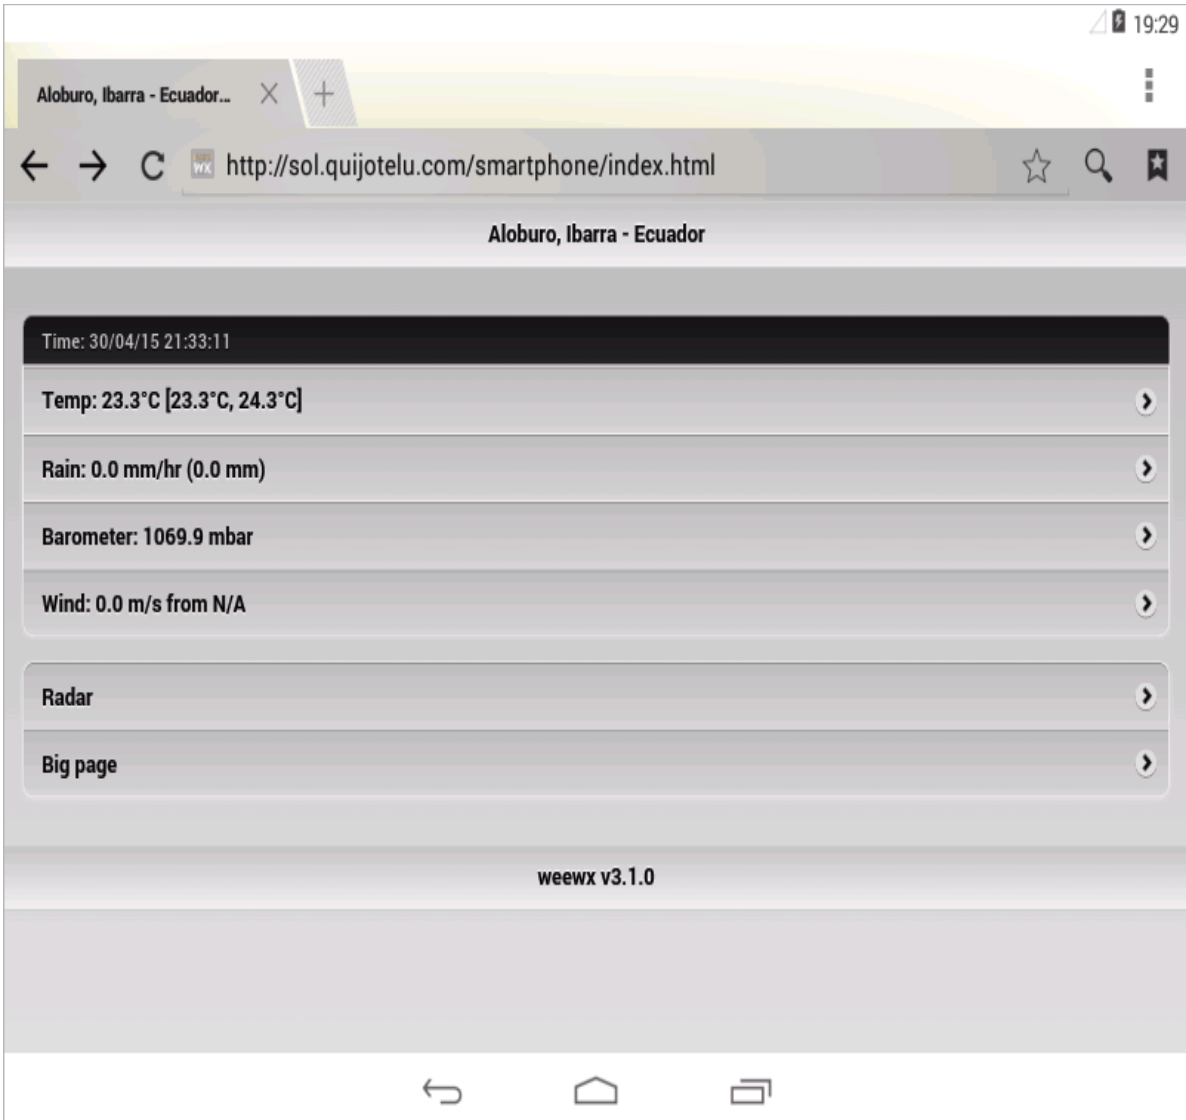 19:29
Aloburo, Ibarra - Ecuador...
http://sol.quijotelu.com/smartphone/index.html
Aloburo, Ibarra - Ecuador
Time: 30/04/15 21:33:11
Temp: 23.3°C [23.3°C, 24.3°C]
Rain: 0.0 mm/hr (0.0 mm)
Barometer: 1069.9 mbar
Wind: 0.0 m/s from N/A
Radar
Big page
weewx v3.1.0